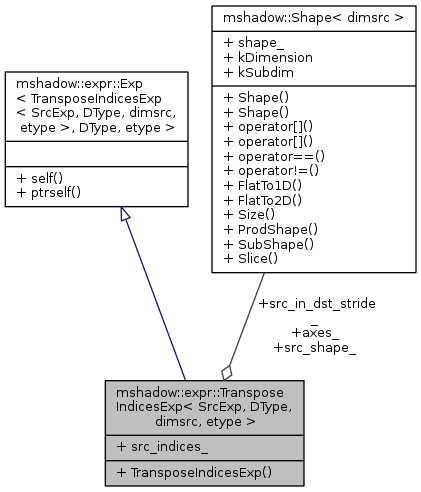 mshadow::Shape< dimsrc >
+ shape_
+ kDimension
+ kSubdim
+ Shape()
+ Shape()
+ operator[]()
+ operator[]()
+ operator==()
+ operator!=()
+ FlatTo1D()
+ FlatTo2D()
+ Size()
+ ProdShape()
+ SubShape()
+ Slice()
mshadow::expr::Exp
< TransposeIndicesExp
< SrcExp, DType, dimsrc,
etype >, DType, etype >
+ self()
+ ptrself()
+src_in_dst_stride
_
+axes_
+src_shape_
mshadow::expr::Transpose
IndicesExp< SrcExp, DType,
dimsrc, etype >
+ src_indices_
+ TransposeIndicesExp()